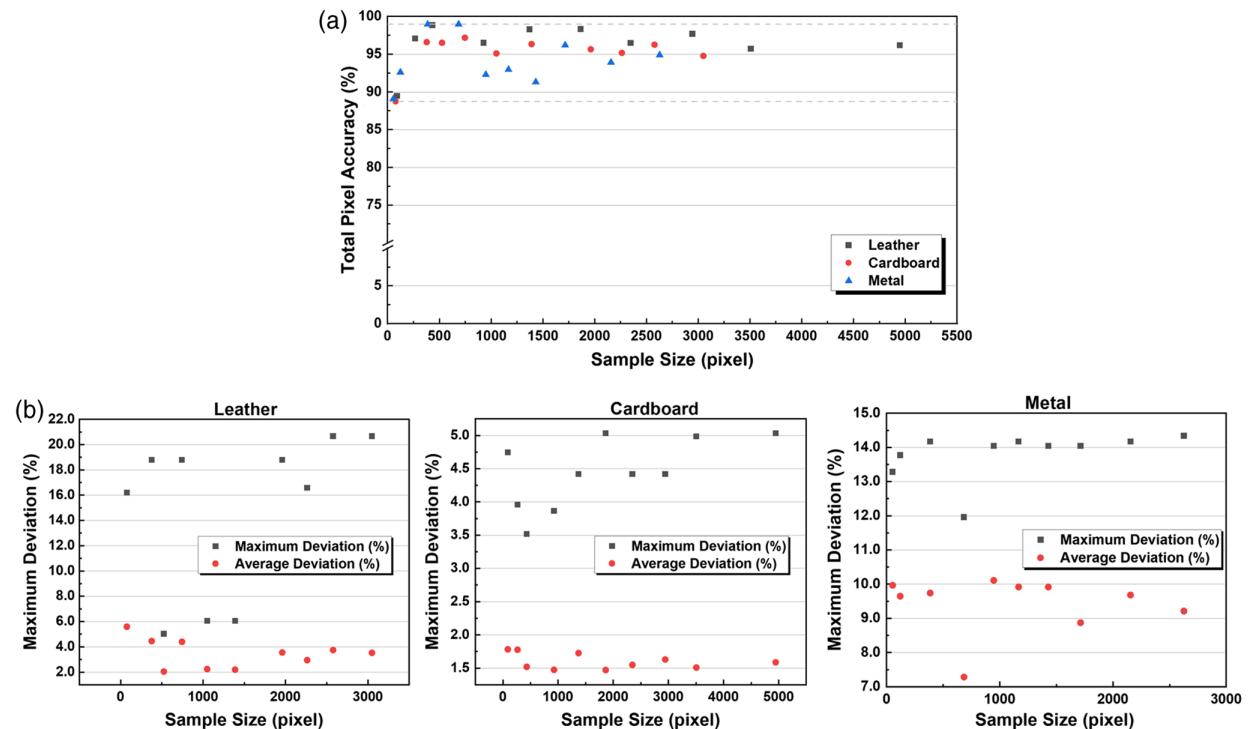 (a)
Total Pixel Accuracy (%)
100
95
90
85
80
75
5
0
Leather
Cardboard
Metal
0 500 1000 1500 2000 2500 3000 3500 4000 4500 5000 5500
Sample Size (pixel)
(b)
Leather
Maximum Deviation (%)
22.0
20.0
18.0
16.0
14.0
12.0
10.0
8.0
6.0
4.0
2.0
Maximum Deviation (%)
Average Deviation (%)
0 1000 2000 3000
Sample Size (pixel)
Cardboard
Maximum Deviation (%)
5.0
4.5
4.0
3.5
3.0
2.5
2.0
1.5
Maximum Deviation (%)
Average Deviation (%)
0 1000 2000 3000 4000 5000
Sample Size (pixel)
Metal
Maximum Deviation (%)
15.0
14.0
13.0
12.0
11.0
10.0
9.0
8.0
7.0
Maximum Deviation (%)
Average Deviation (%)
0 1000 2000 3000
Sample Size (pixel)